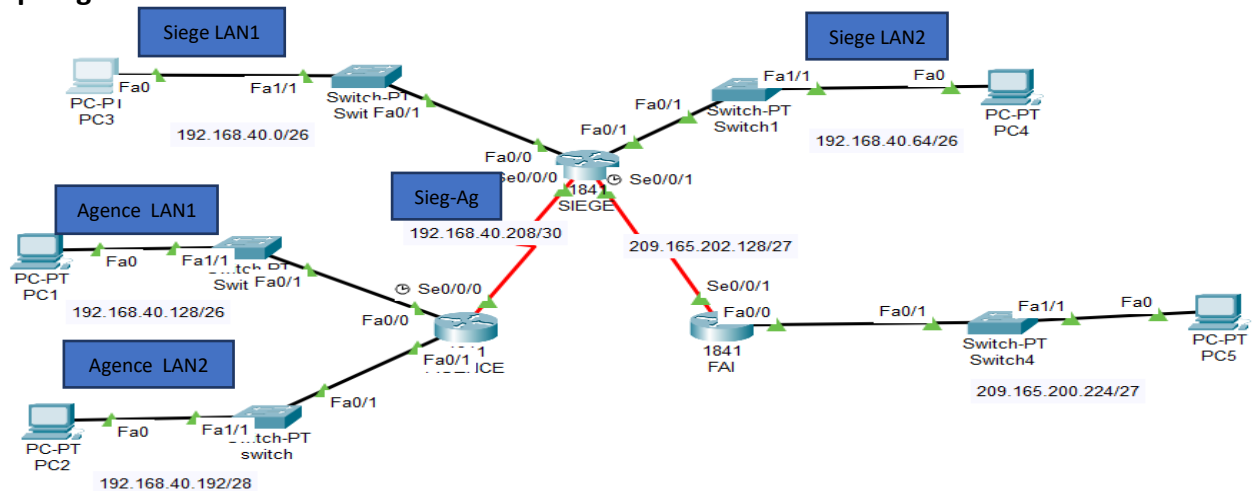 Siege LAN1
Siege LAN2
Fa0
Fa1/1
Switch-PT
Fa0/1
PC3
192.168.40.0/26
Fa1/1
Fa0
Fa0/1
Switch-PT
Switch1
PC-PT
PC4
192.168.40.64/26
Fa0/1
Fa0/0
Se0/0/0
Se0/0/1
1841
SIEGE
Sieg-Ag
192.168.40.208/30
209.165.202.128/27
Agence LAN1
Fa0
Fa1/1
Fa0/1
PC-PT
PC1
192.168.40.128/26
Se0/0/0
Fa0/0
Fa0/1
Se0/0/1
Fa0/0
1841
FAI
Fa0/1
Fa1/1
Fa0
Switch-PT
Switch4
PC-PT
PC5
209.165.200.224/27
Agence LAN2
Fa0/1
Fa0
Fa1/1
switch
PC-PT
PC2
192.168.40.192/28